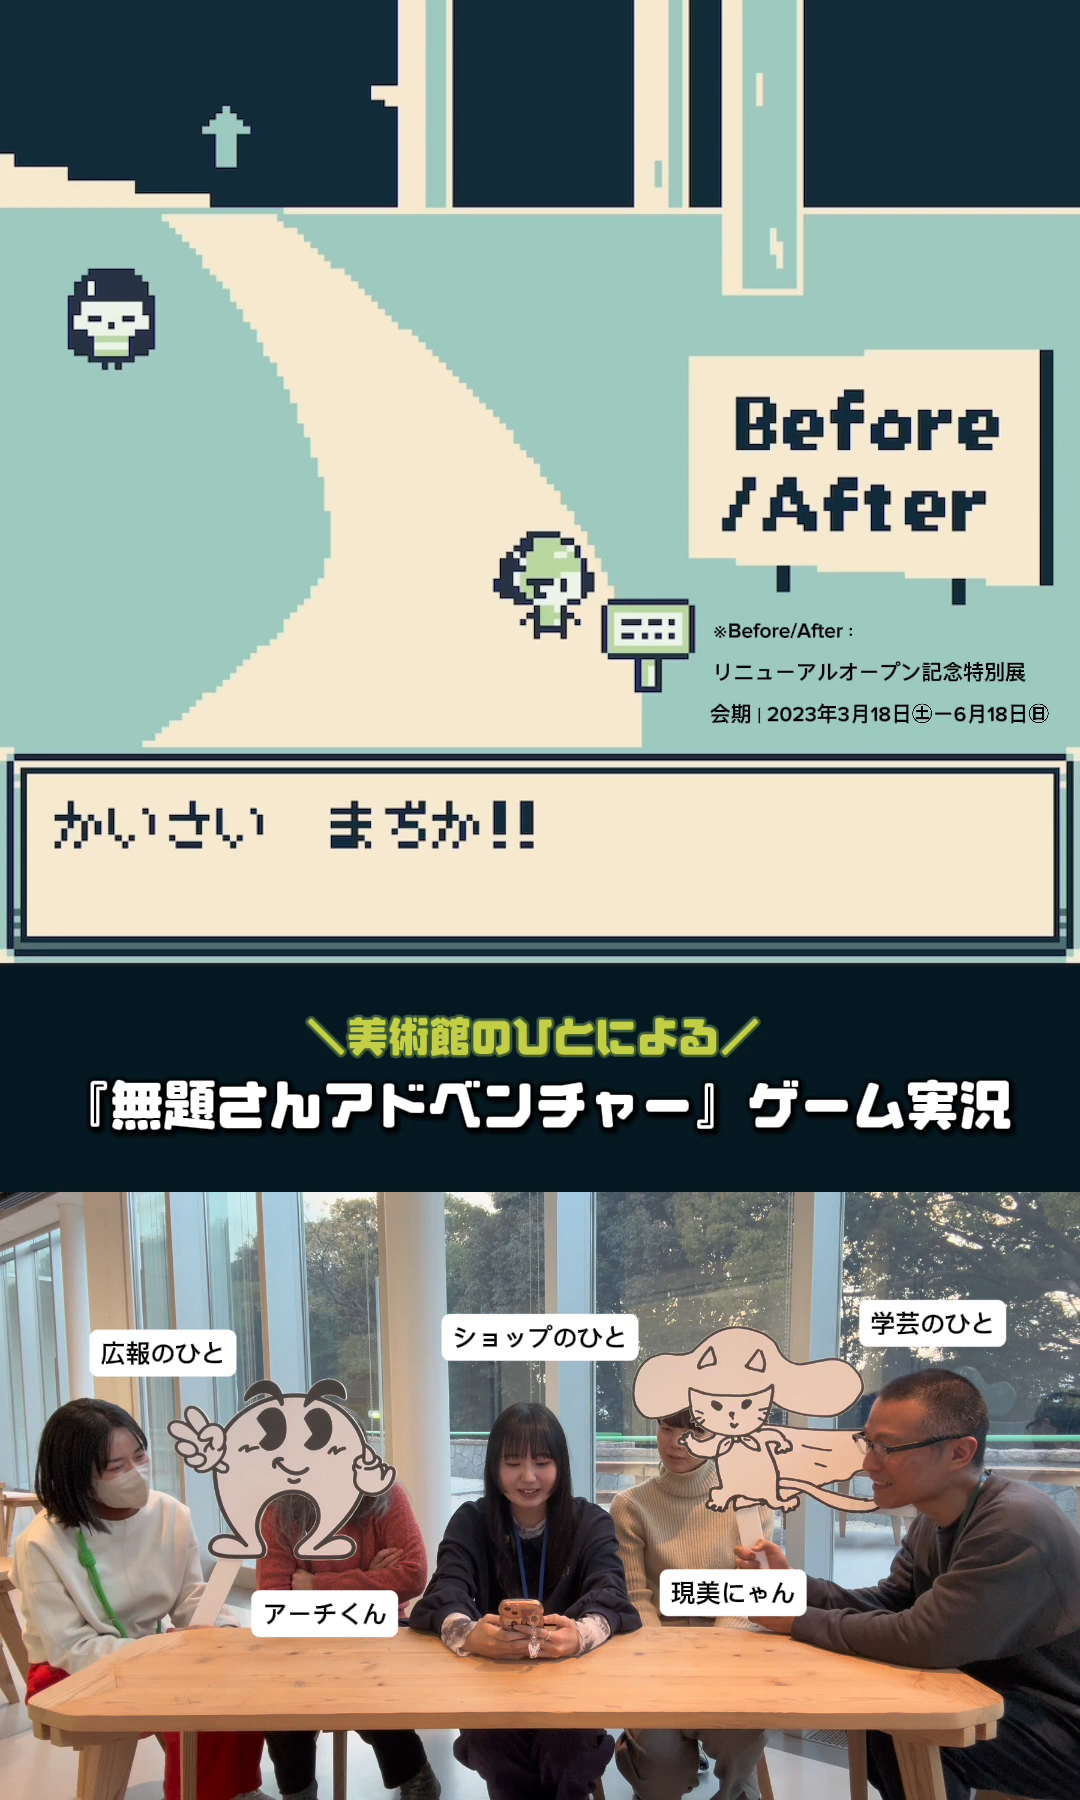 Before
/After
※Before/After :
リニューアルオープン記念特別展
会期 | 2023年3月18日㊏ー6月18日㊐
かいさい　まぢか!!
＼美術館のひとによる／
『無題さんアドベンチャー』ゲーム実況
広報のひと
ショップのひと
学芸のひと
アーチくん
現美にゃん